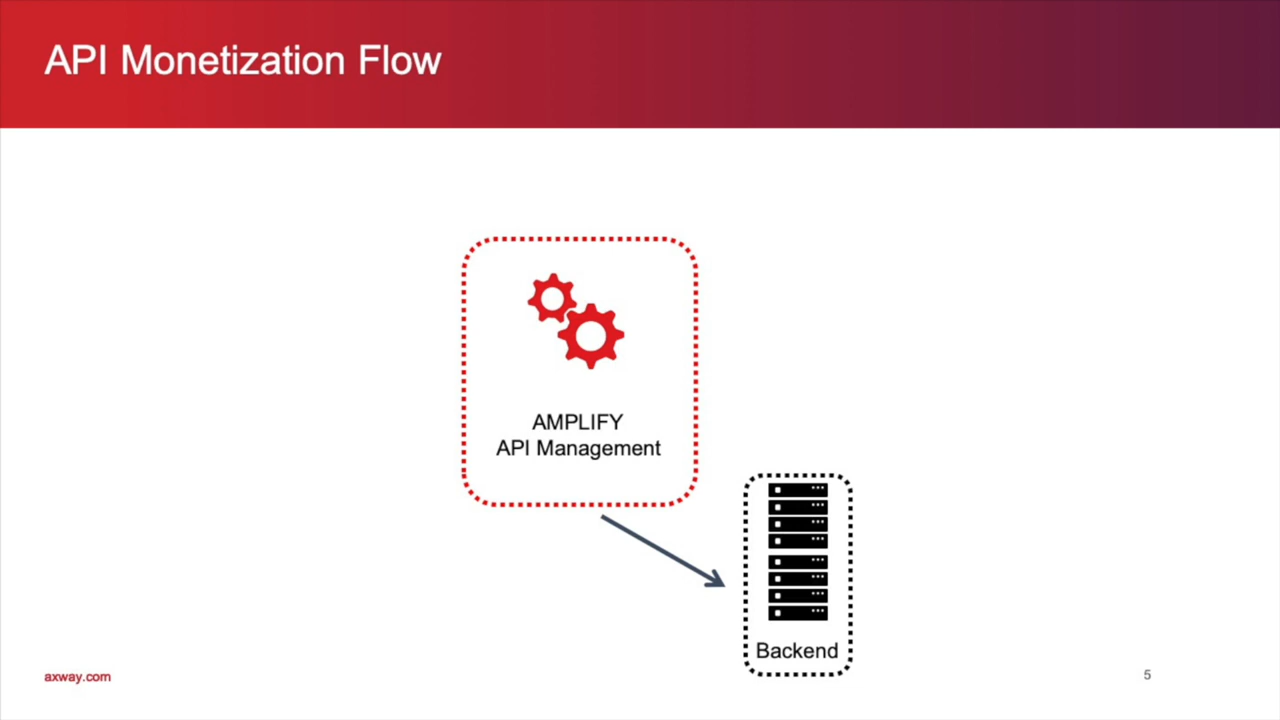 API Monetization Flow
AMPLIFY
API Management
Backend
axway.com
5